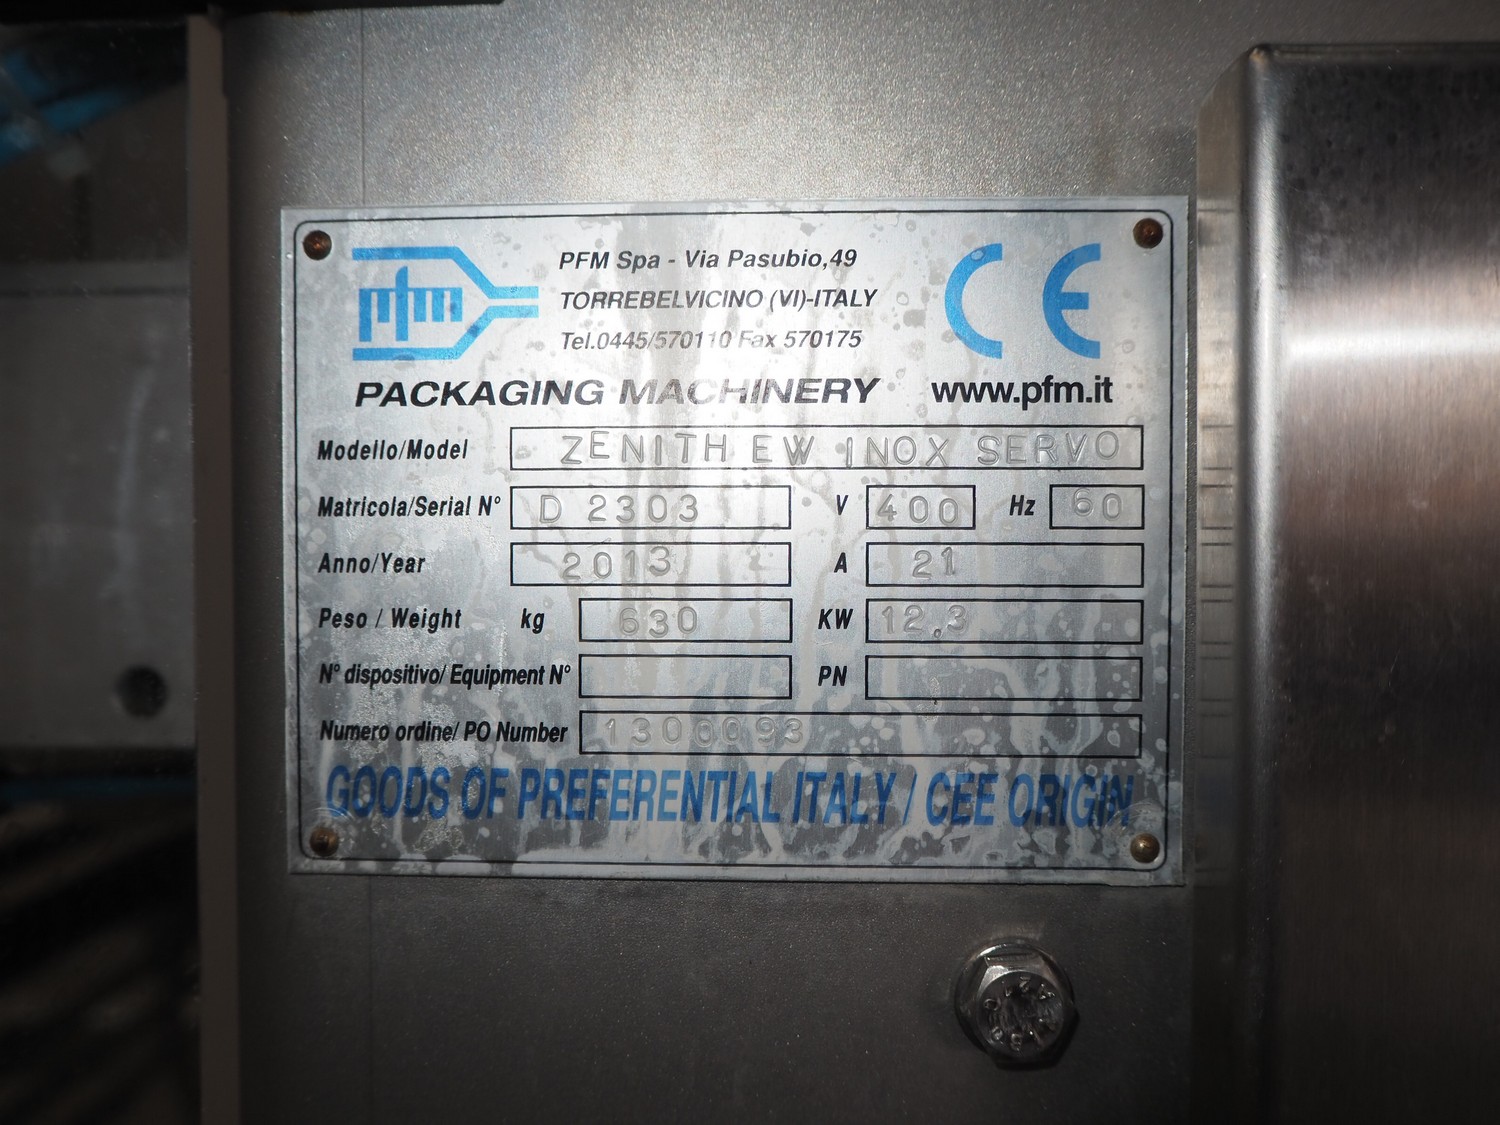 pfm
PFM Spa - Via Pasubio,49
TORREBELVICINO (VI)-ITALY
Tel.0445/570110 Fax 570175
CE
PACKAGING MACHINERY www.pfm.it
Modello/Model ZENITH EW INOX SERVO
Matricola/Serial N° D 2303 V 400 Hz 60
Anno/Year 2013 A 21
Peso / Weight kg 630 KW 12,3
N° dispositivo/ Equipment N° PN
Numero ordine/ PO Number 1300093
GOODS OF PREFERENTIAL ITALY / CEE ORIGIN